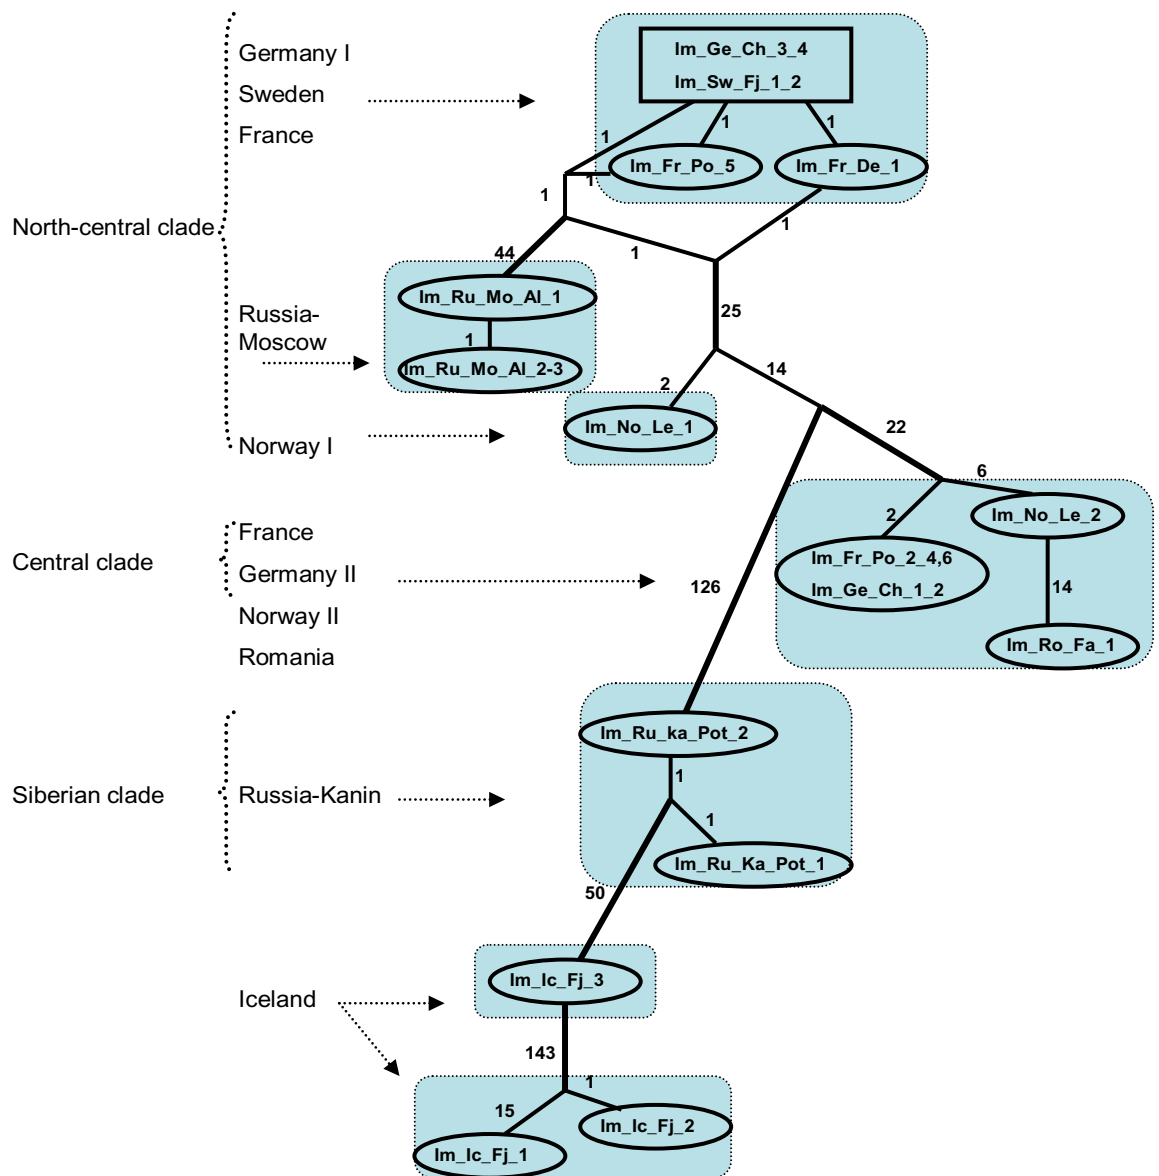 Germany I
Sweden
France
North-central clade
Russia-
Moscow
Norway I
Im_Ge_Ch_3_4
Im_Sw_Fj_1_2
1
1
1
Im_Fr_Po_5
Im_Fr_De_1
1
1
1
1
44
Im_Ru_Mo_Al_1
1
Im_Ru_Mo_Al_2-3
25
2
14
Im_No_Le_1
22
France
Central clade
Germany II
Norway II
Romania
6
2
Im_No_Le_2
Im_Fr_Po_2_4,6
Im_Ge_Ch_1_2
14
Im_Ro_Fa_1
126
Siberian clade
Russia-Kanin
Im_Ru_ka_Pot_2
1
1
Im_Ru_Ka_Pot_1
50
Iceland
Im_Ic_Fj_3
143
1
15
Im_Ic_Fj_2
Im_Ic_Fj_1